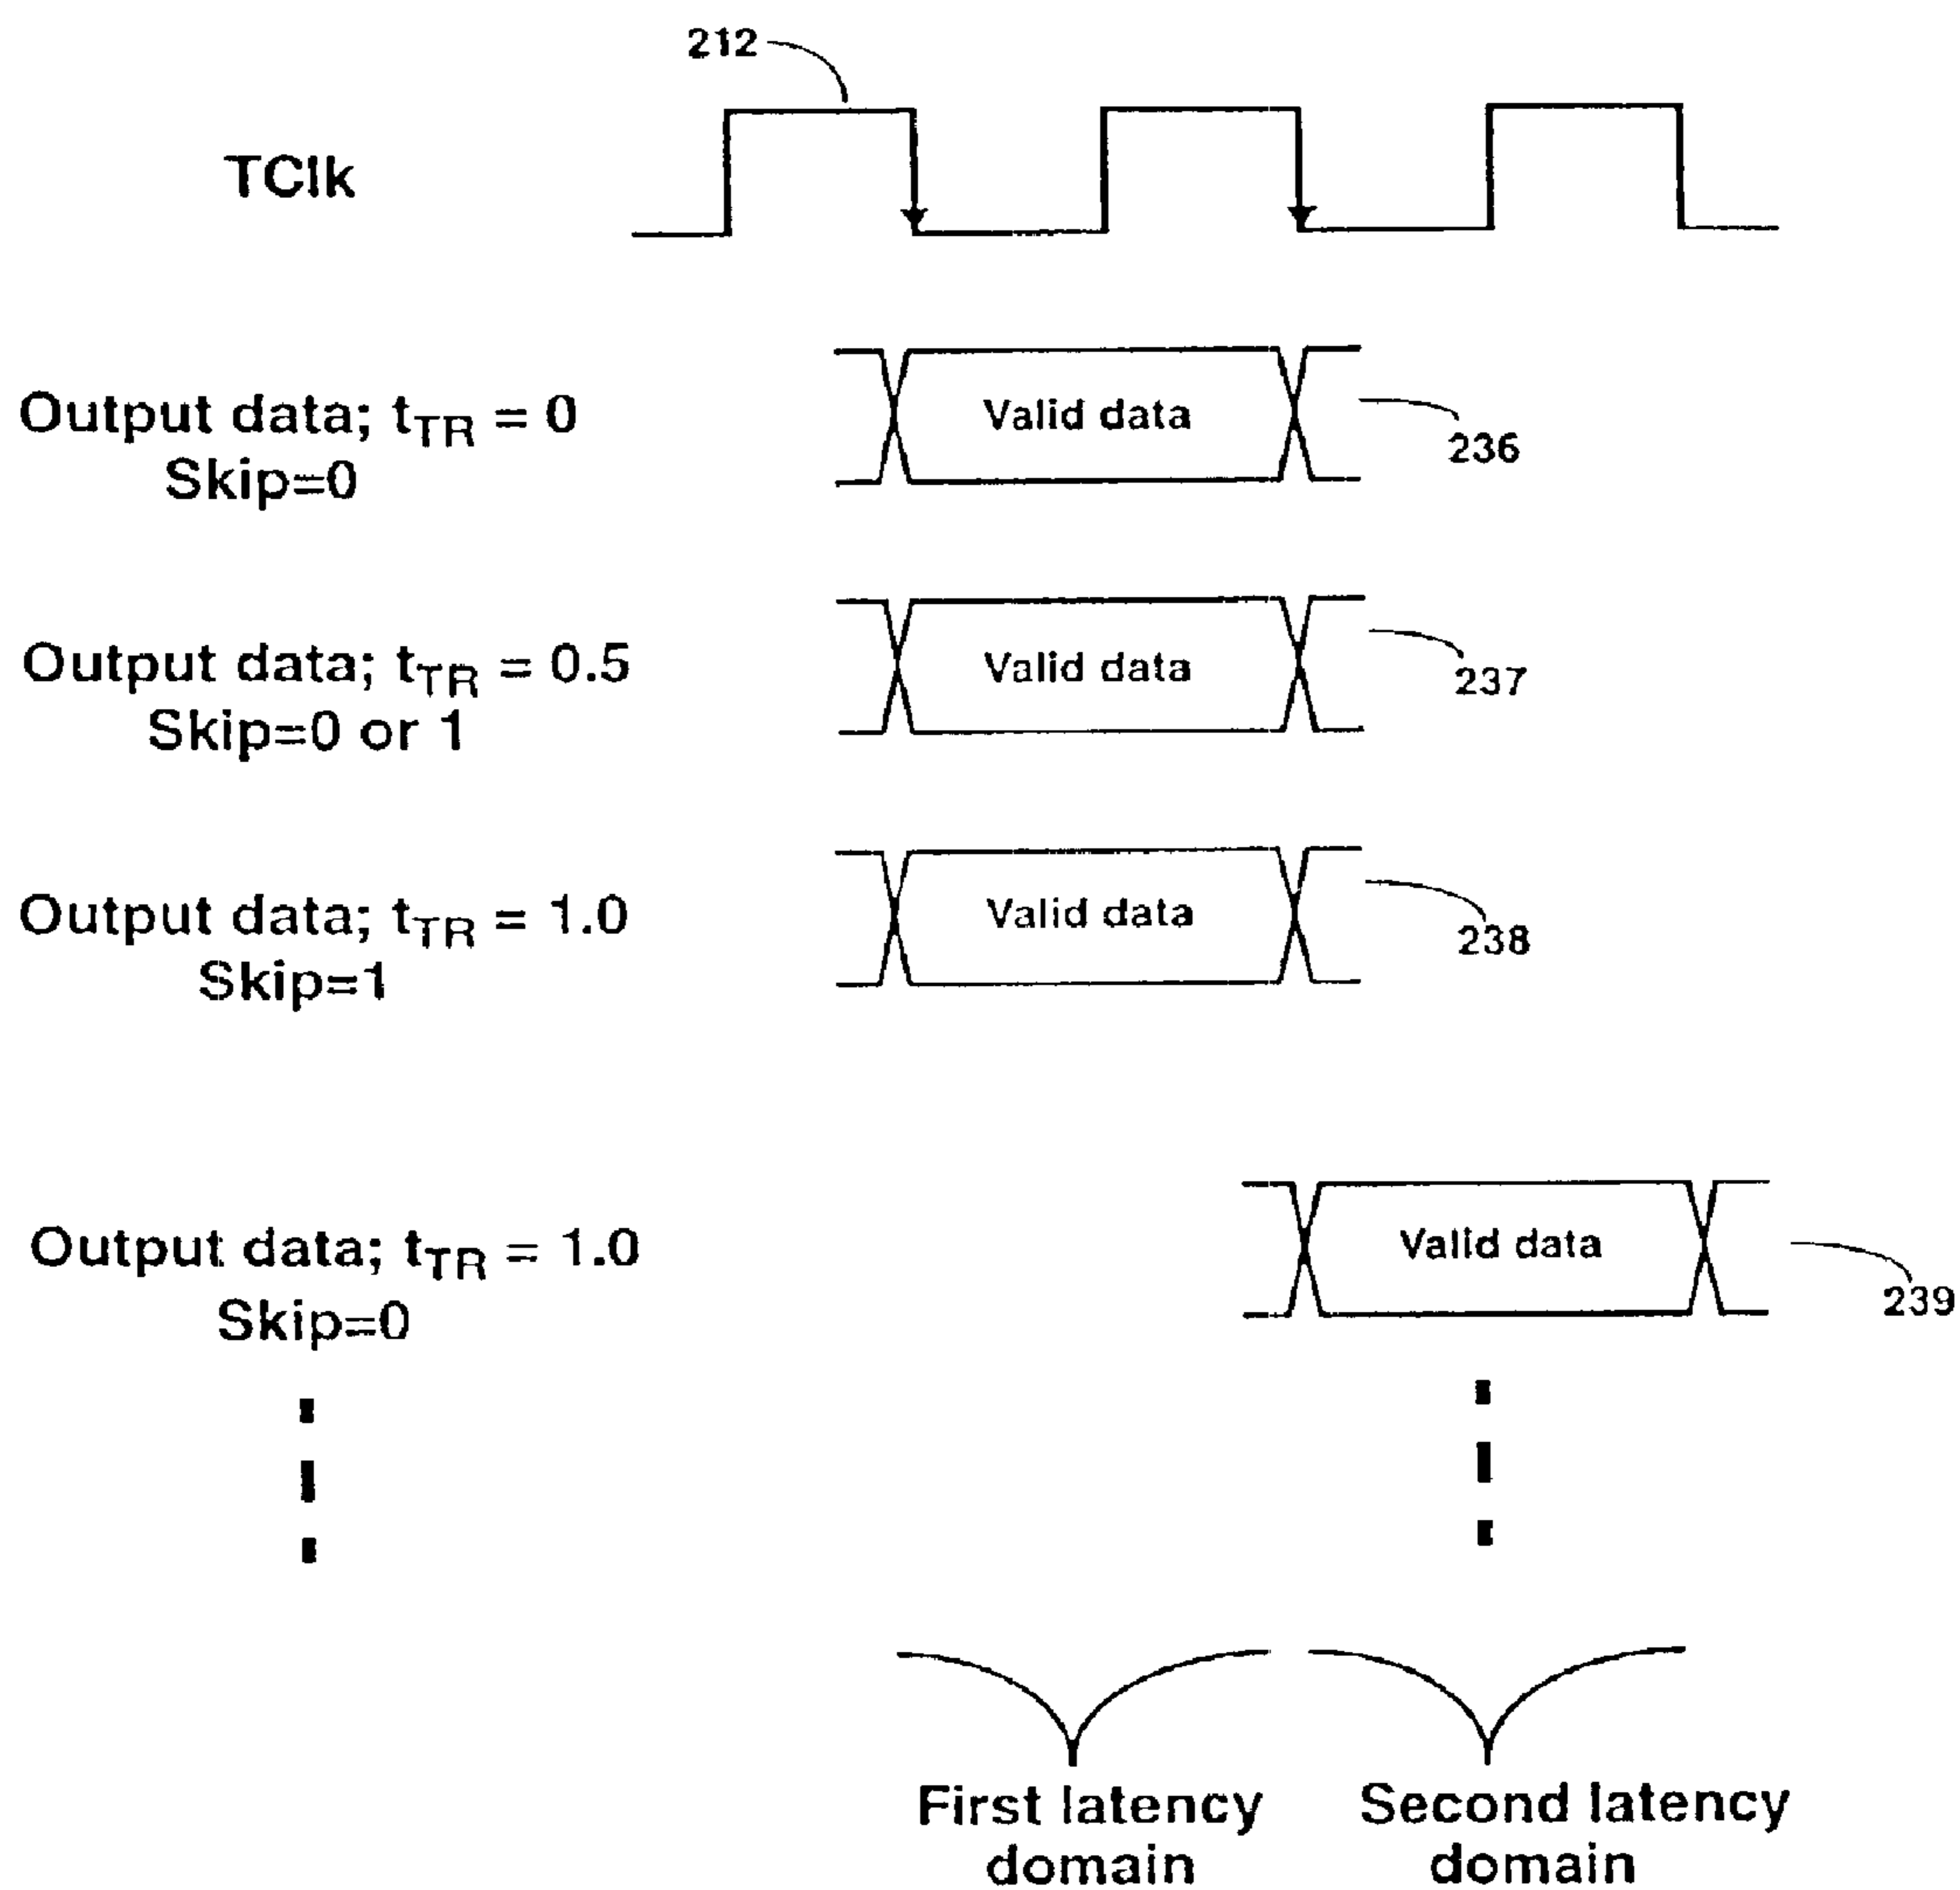 212
TClk
Output data; tTR = 0
Skip=0
Valid data
236
Output data; tTR = 0.5
Skip=0 or 1
Valid data
237
Output data; tTR = 1.0
Skip=1
Valid data
238
Output data; tTR = 1.0
Skip=0
Valid data
239
First latency
domain
Second latency
domain